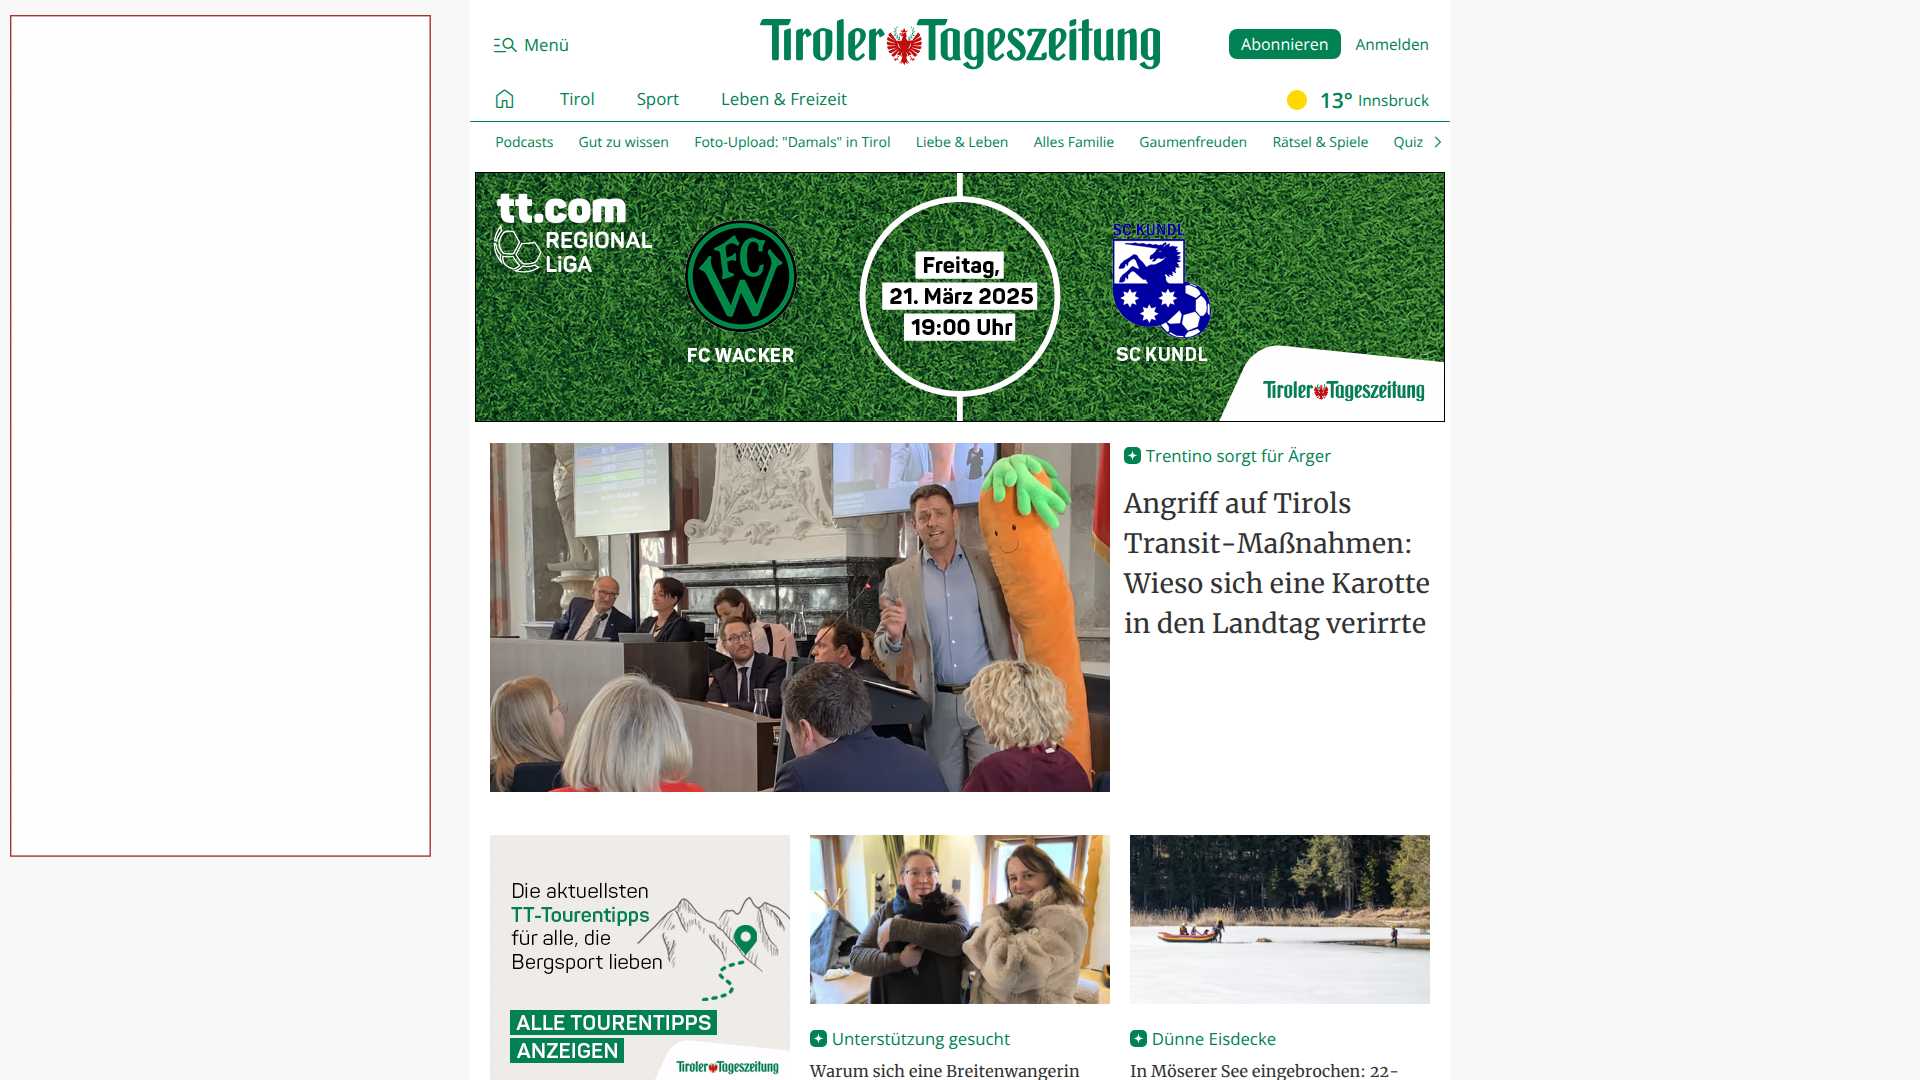 Menü
Tiroler Tageszeitung
Abonnieren
Anmelden
Tirol
Sport
Leben & Freizeit
13° Innsbruck
Podcasts
Gut zu wissen
Foto-Upload: "Damals" in Tirol
Liebe & Leben
Alles Familie
Gaumenfreuden
Rätsel & Spiele
Quiz
tt.com
REGIONAL
LiGA
FCW
FC WACKER
Freitag,
21. März 2025
19:00 Uhr
SC KUNDL
SC KUNDL
Tiroler Tageszeitung
Trentino sorgt für Ärger
Angriff auf Tirols
Transit-Maßnahmen:
Wieso sich eine Karotte
in den Landtag verirrte
Die aktuellsten
TT-Tourentipps
für alle, die
Bergsport lieben
ALLE TOURENTIPPS
ANZEIGEN
Tiroler Tageszeitung
Unterstützung gesucht
Warum sich eine Breitenwangerin
Dünne Eisdecke
In Möserer See eingebrochen: 22-